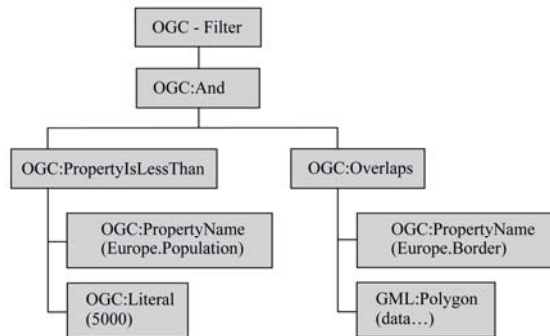 OGC - Filter
OGC:And
OGC:PropertyIsLessThan
OGC:Overlaps
OGC:PropertyName
(Europe.Population)
OGC:PropertyName
(Europe.Border)
OGC:Literal
(5000)
GML:Polygon
(data…)